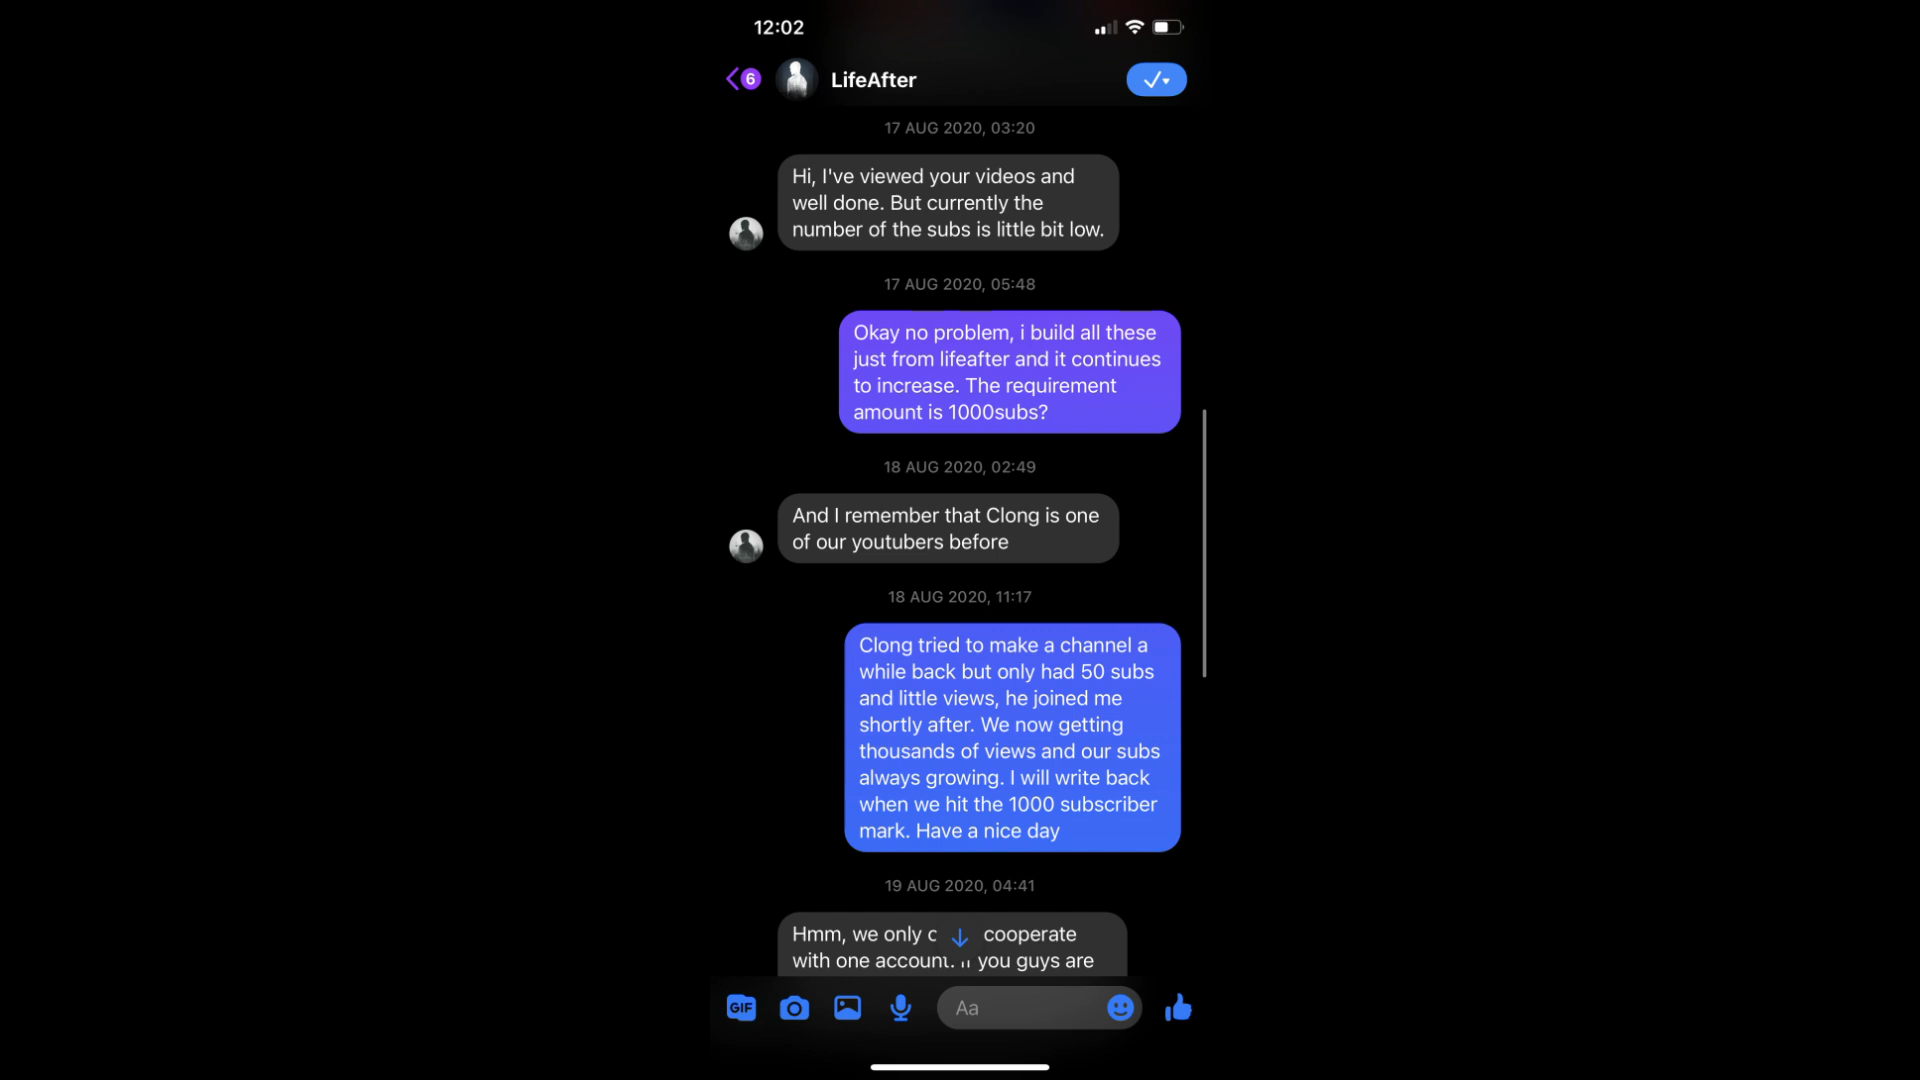 12:02
6
LifeAfter
17 AUG 2020, 03:20
Hi, I've viewed your videos and
well done. But currently the
number of the subs is little bit low.
17 AUG 2020, 05:48
Okay no problem, i build all these
just from lifeafter and it continues
to increase. The requirement
amount is 1000subs?
18 AUG 2020, 02:49
And I remember that Clong is one
of our youtubers before
18 AUG 2020, 11:17
Clong tried to make a channel a
while back but only had 50 subs
and little views, he joined me
shortly after. We now getting
thousands of views and our subs
always growing. I will write back
when we hit the 1000 subscriber
mark. Have a nice day
19 AUG 2020, 04:41
Hmm, we only cooperate
with one account. you guys are
GIF
Aa